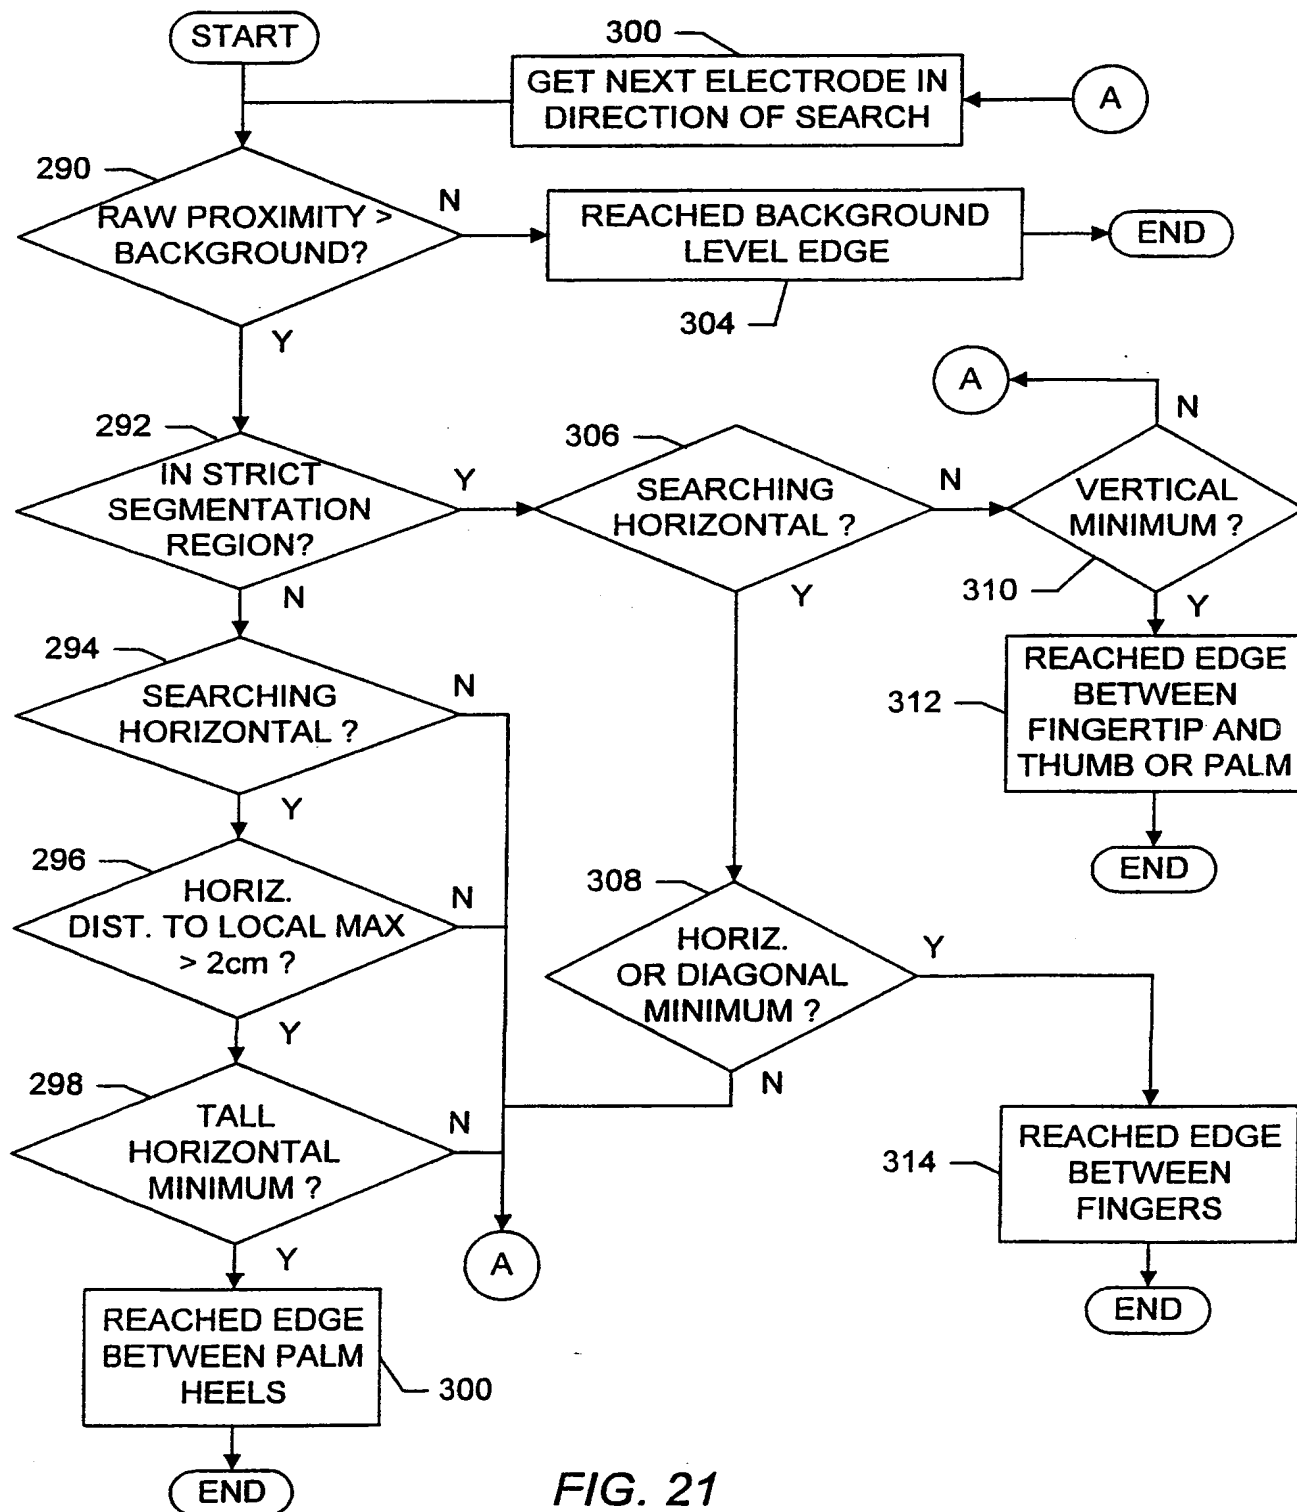 START
300
GET NEXT ELECTRODE IN
DIRECTION OF SEARCH
A
290
RAW PROXIMITY >
BACKGROUND?
N
REACHED BACKGROUND
LEVEL EDGE
END
304
Y
A
N
292
IN STRICT
SEGMENTATION
REGION?
Y
306
SEARCHING
HORIZONTAL ?
N
VERTICAL
MINIMUM ?
310
Y
N
Y
294
SEARCHING
HORIZONTAL ?
N
312
REACHED EDGE
BETWEEN
FINGERTIP AND
THUMB OR PALM
END
Y
296
HORIZ.
DIST. TO LOCAL MAX
> 2cm ?
N
308
HORIZ.
OR DIAGONAL
MINIMUM ?
Y
N
Y
298
TALL
HORIZONTAL
MINIMUM ?
N
314
REACHED EDGE
BETWEEN
FINGERS
END
Y
A
REACHED EDGE
BETWEEN PALM
HEELS
300
END
FIG. 21